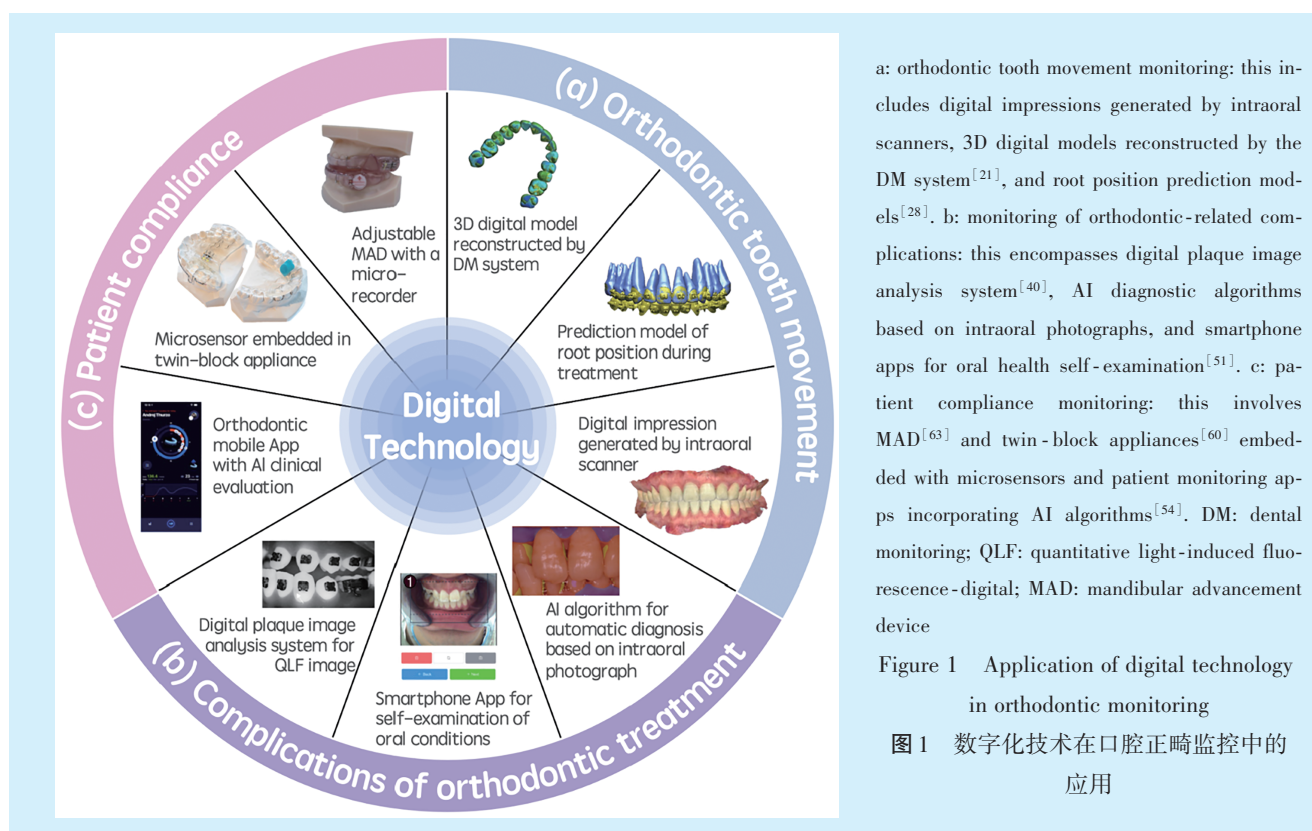 (a) Orthodontic tooth movement
3D digital model
reconstructed by
DM system
Prediction model of
root position during
treatment
Digital impression
generated by intraoral
scanner
(b) Complications of orthodontic treatment
AI algorithm for
automatic diagnosis
based on intraoral
photograph
1
Smartphone App for
self-examination of
oral conditions
Digital plaque image
analysis system for
QLF image
(c) Patient compliance
Orthodontic
mobile App
with AI clinical
evaluation
Microsensor embedded in
twin-block appliance
Adjustable
MAD with a
micro-
recorder
Digital
Technology
a: orthodontic tooth movement monitoring: this in-
cludes digital impressions generated by intraoral
scanners, 3D digital models reconstructed by the
DM system[21], and root position prediction mod-
els[28]. b: monitoring of orthodontic-related com-
plications: this encompasses digital plaque image
analysis system[40], AI diagnostic algorithms
based on intraoral photographs, and smartphone
apps for oral health self-examination[51]. c: pa-
tient compliance monitoring: this involves
MAD[63] and twin-block appliances[60] embed-
ded with microsensors and patient monitoring ap-
ps incorporating AI algorithms[54]. DM: dental
monitoring; QLF: quantitative light-induced fluo-
rescence-digital; MAD: mandibular advancement
device
Figure 1 Application of digital technology
in orthodontic monitoring
图1 数字化技术在口腔正畸监控中的
应用